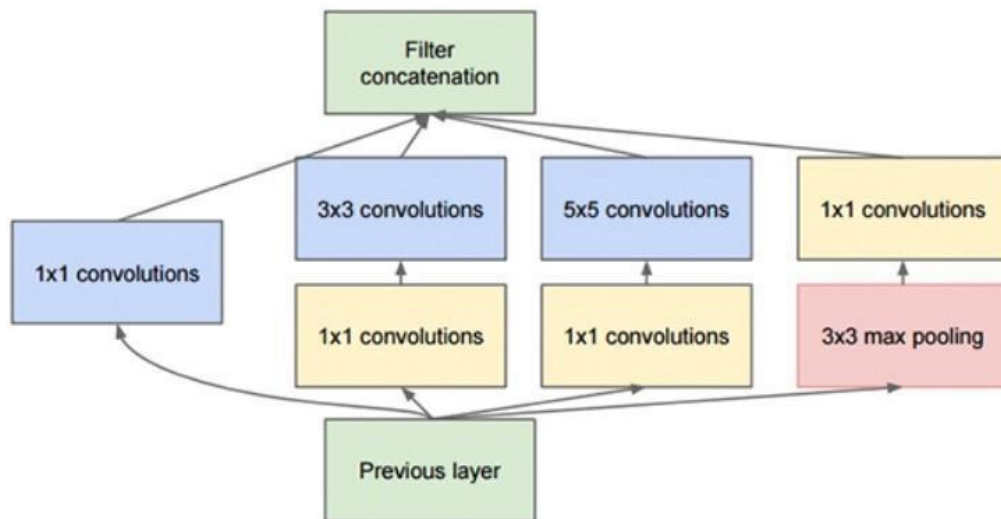 Filter
concatenation
3x3 convolutions
5x5 convolutions
1x1 convolutions
1x1 convolutions
1x1 convolutions
1x1 convolutions
3x3 max pooling
Previous layer